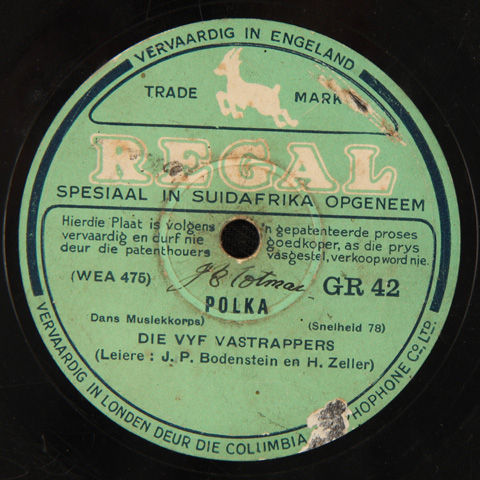 VERVAARDIG IN ENGELAND
TRADE MARK
REGAL
SPESIAAL IN SUIDAFRIKA OPGENEEM
Hierdie Plaat is volgens 'n gepatenteerde proses
vervaardig en durf nie goedkoper, as die prys
deur die patenthouers vasgestel, verkoop word nie.
(WEA 475) GR 42
POLKA
Dans Musiekkorps) (Snelheid 78)
DIE VYF VASTRAPPERS
(Leiere : J. P. Bodenstein en H. Zeller)
VERVAARDIG IN LONDEN DEUR DIE COLUMBIA HOPHONE CO., LTD.